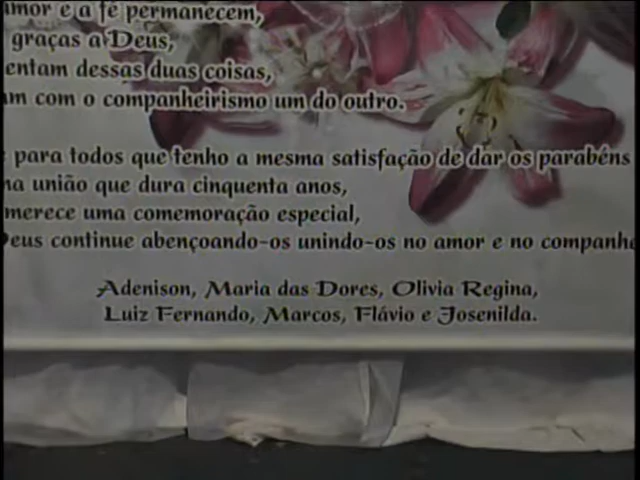 amor e a fé permanecem,
graças a Deus,
entam dessas duas coisas,
m com o companheirismo um do outro.
para todos que tenho a mesma satisfação de dar os parabéns
na união que dura cinquenta anos,
merece uma comemoração especial,
Deus continue abençoando-os unindo-os no amor e no companhe
Adenison, Maria das Dores, Olivia Regina,
Luiz Fernando, Marcos, Flávio e Josenilda.